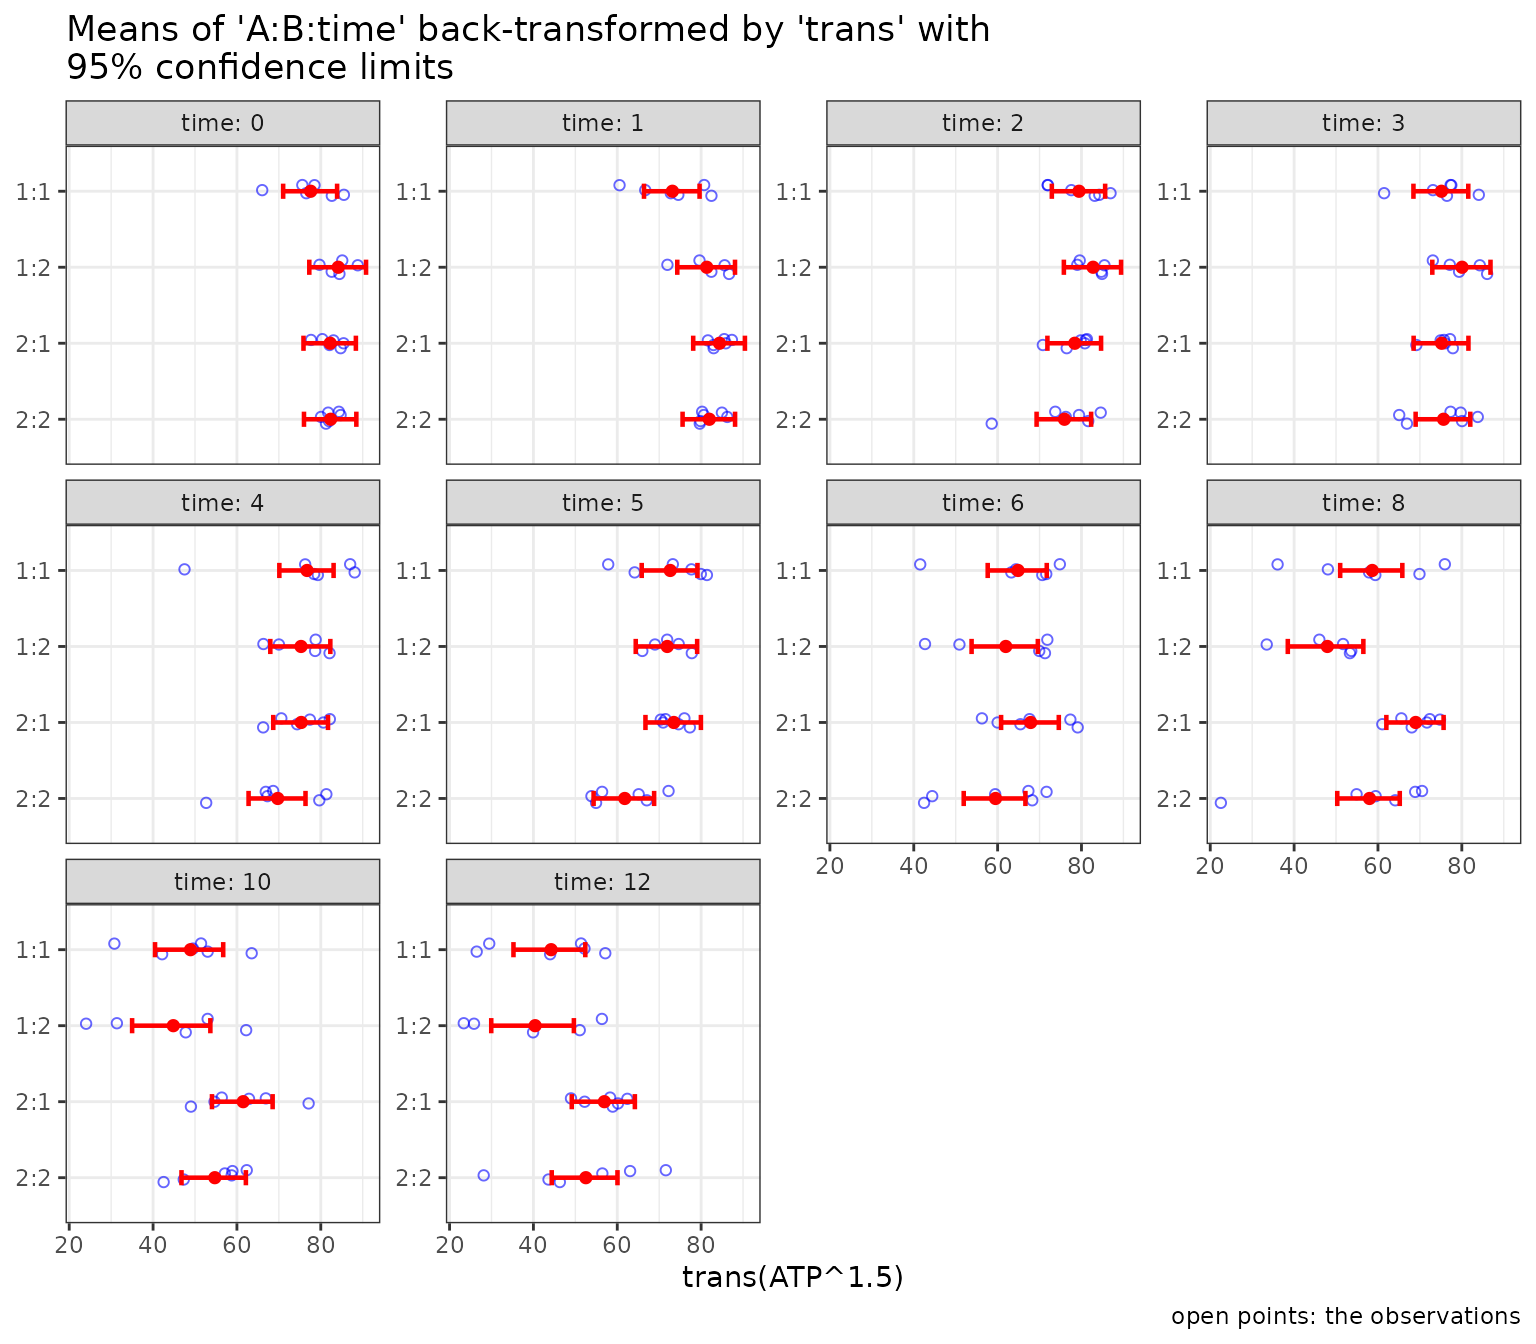 Means of 'A:B:time' back-transformed by 'trans' with
95% confidence limits
time: 0
time: 1
time: 2
time: 3
1:1
1:2
2:1
2:2
1:1
1:2
2:1
2:2
1:1
1:2
2:1
2:2
1:1
1:2
2:1
2:2
time: 4
time: 5
time: 6
time: 8
1:1
1:2
2:1
2:2
1:1
1:2
2:1
2:2
1:1
1:2
2:1
2:2
1:1
1:2
2:1
2:2
20 40 60 80
20 40 60 80
time: 10
time: 12
1:1
1:2
2:1
2:2
1:1
1:2
2:1
2:2
20 40 60 80
20 40 60 80
trans(ATP^1.5)
open points: the observations